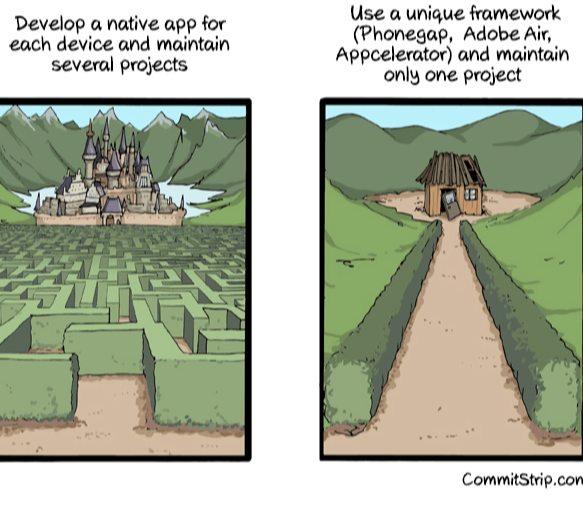 Develop a native app for
each device and maintain
several projects
Use a unique framework
(Phonegap, Adobe Air,
Appcelerator) and maintain
only one project
CommitStrip.com